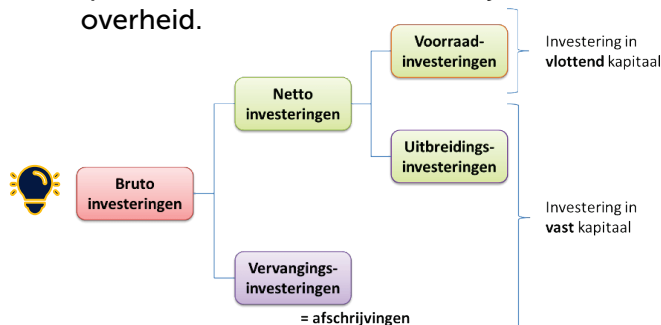 overheid.
Voorraad-
investeringen
Investering in
vlottend kapitaal
Netto
investeringen
Uitbreidings-
investeringen
Bruto
investeringen
Investering in
vast kapitaal
Vervangings-
investeringen
= afschrijvingen